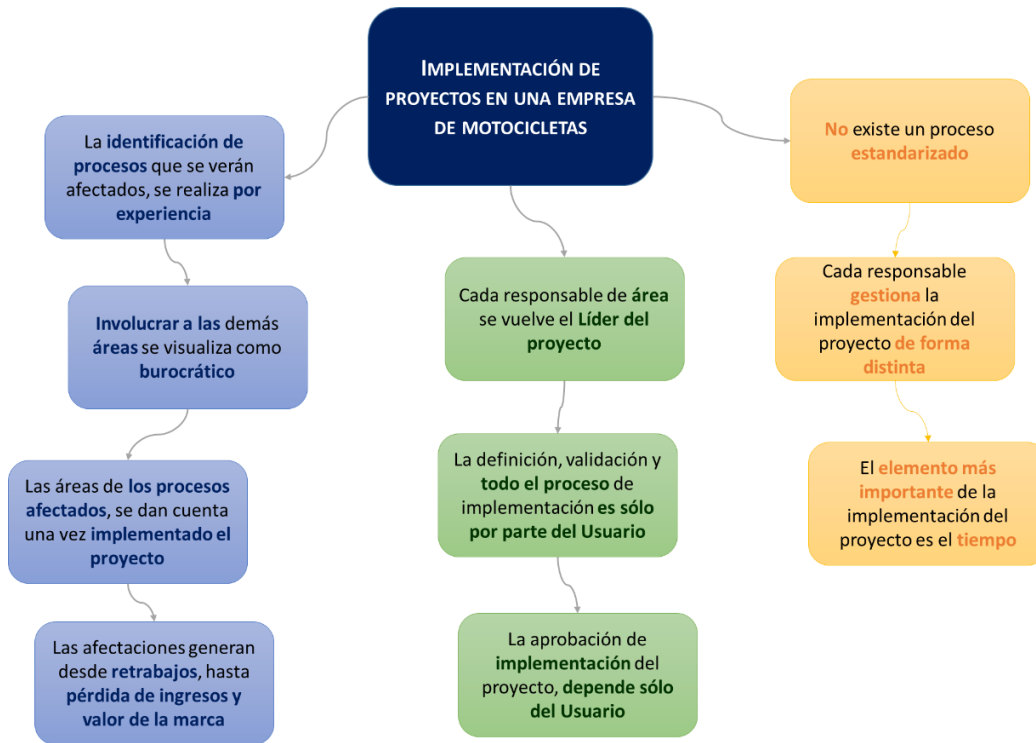 IMPLEMENTACIÓN DE
PROYECTOS EN UNA EMPRESA
DE MOTOCICLETAS
La identificación de
procesos que se verán
afectados, se realiza por
experiencia
Involucrar a las demás
áreas se visualiza como
burocrático
Las áreas de los procesos
afectados, se dan cuenta
una vez implementado el
proyecto
Las afectaciones generan
desde retrabajos, hasta
pérdida de ingresos y
valor de la marca
Cada responsable de área
se vuelve el Líder del
proyecto
La definición, validación y
todo el proceso de
implementación es sólo
por parte del Usuario
La aprobación de
implementación del
proyecto, depende sólo
del Usuario
No existe un proceso
estandarizado
Cada responsable
gestiona la
implementación del
proyecto de forma
distinta
El elemento más
importante de la
implementación del
proyecto es el tiempo